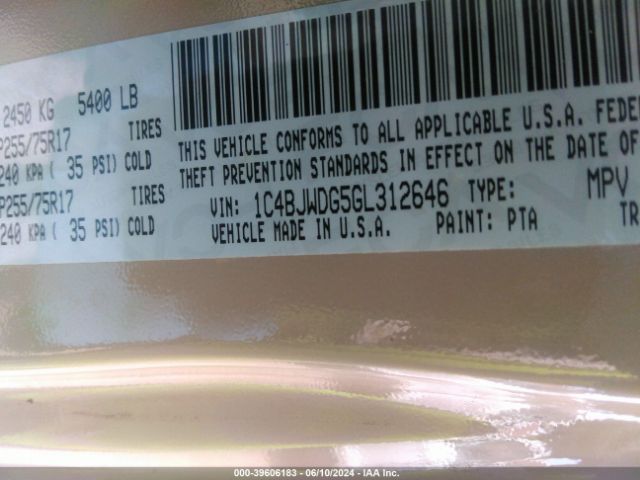 2450 KG 5400 LB
P255/75R17 TIRES
240 KPA ( 35 PSI) COLD
P255/75R17 TIRES
240 KPA ( 35 PSI) COLD
THIS VEHICLE CONFORMS TO ALL APPLICABLE U.S.A. FEDE
THEFT PREVENTION STANDARDS IN EFFECT ON THE DATE OF
VIN: 1C4BJWDG5GL312646 TYPE: MPV
VEHICLE MADE IN U.S.A. PAINT: PTA TR
000-39606183 - 06/10/2024 - IAA Inc.